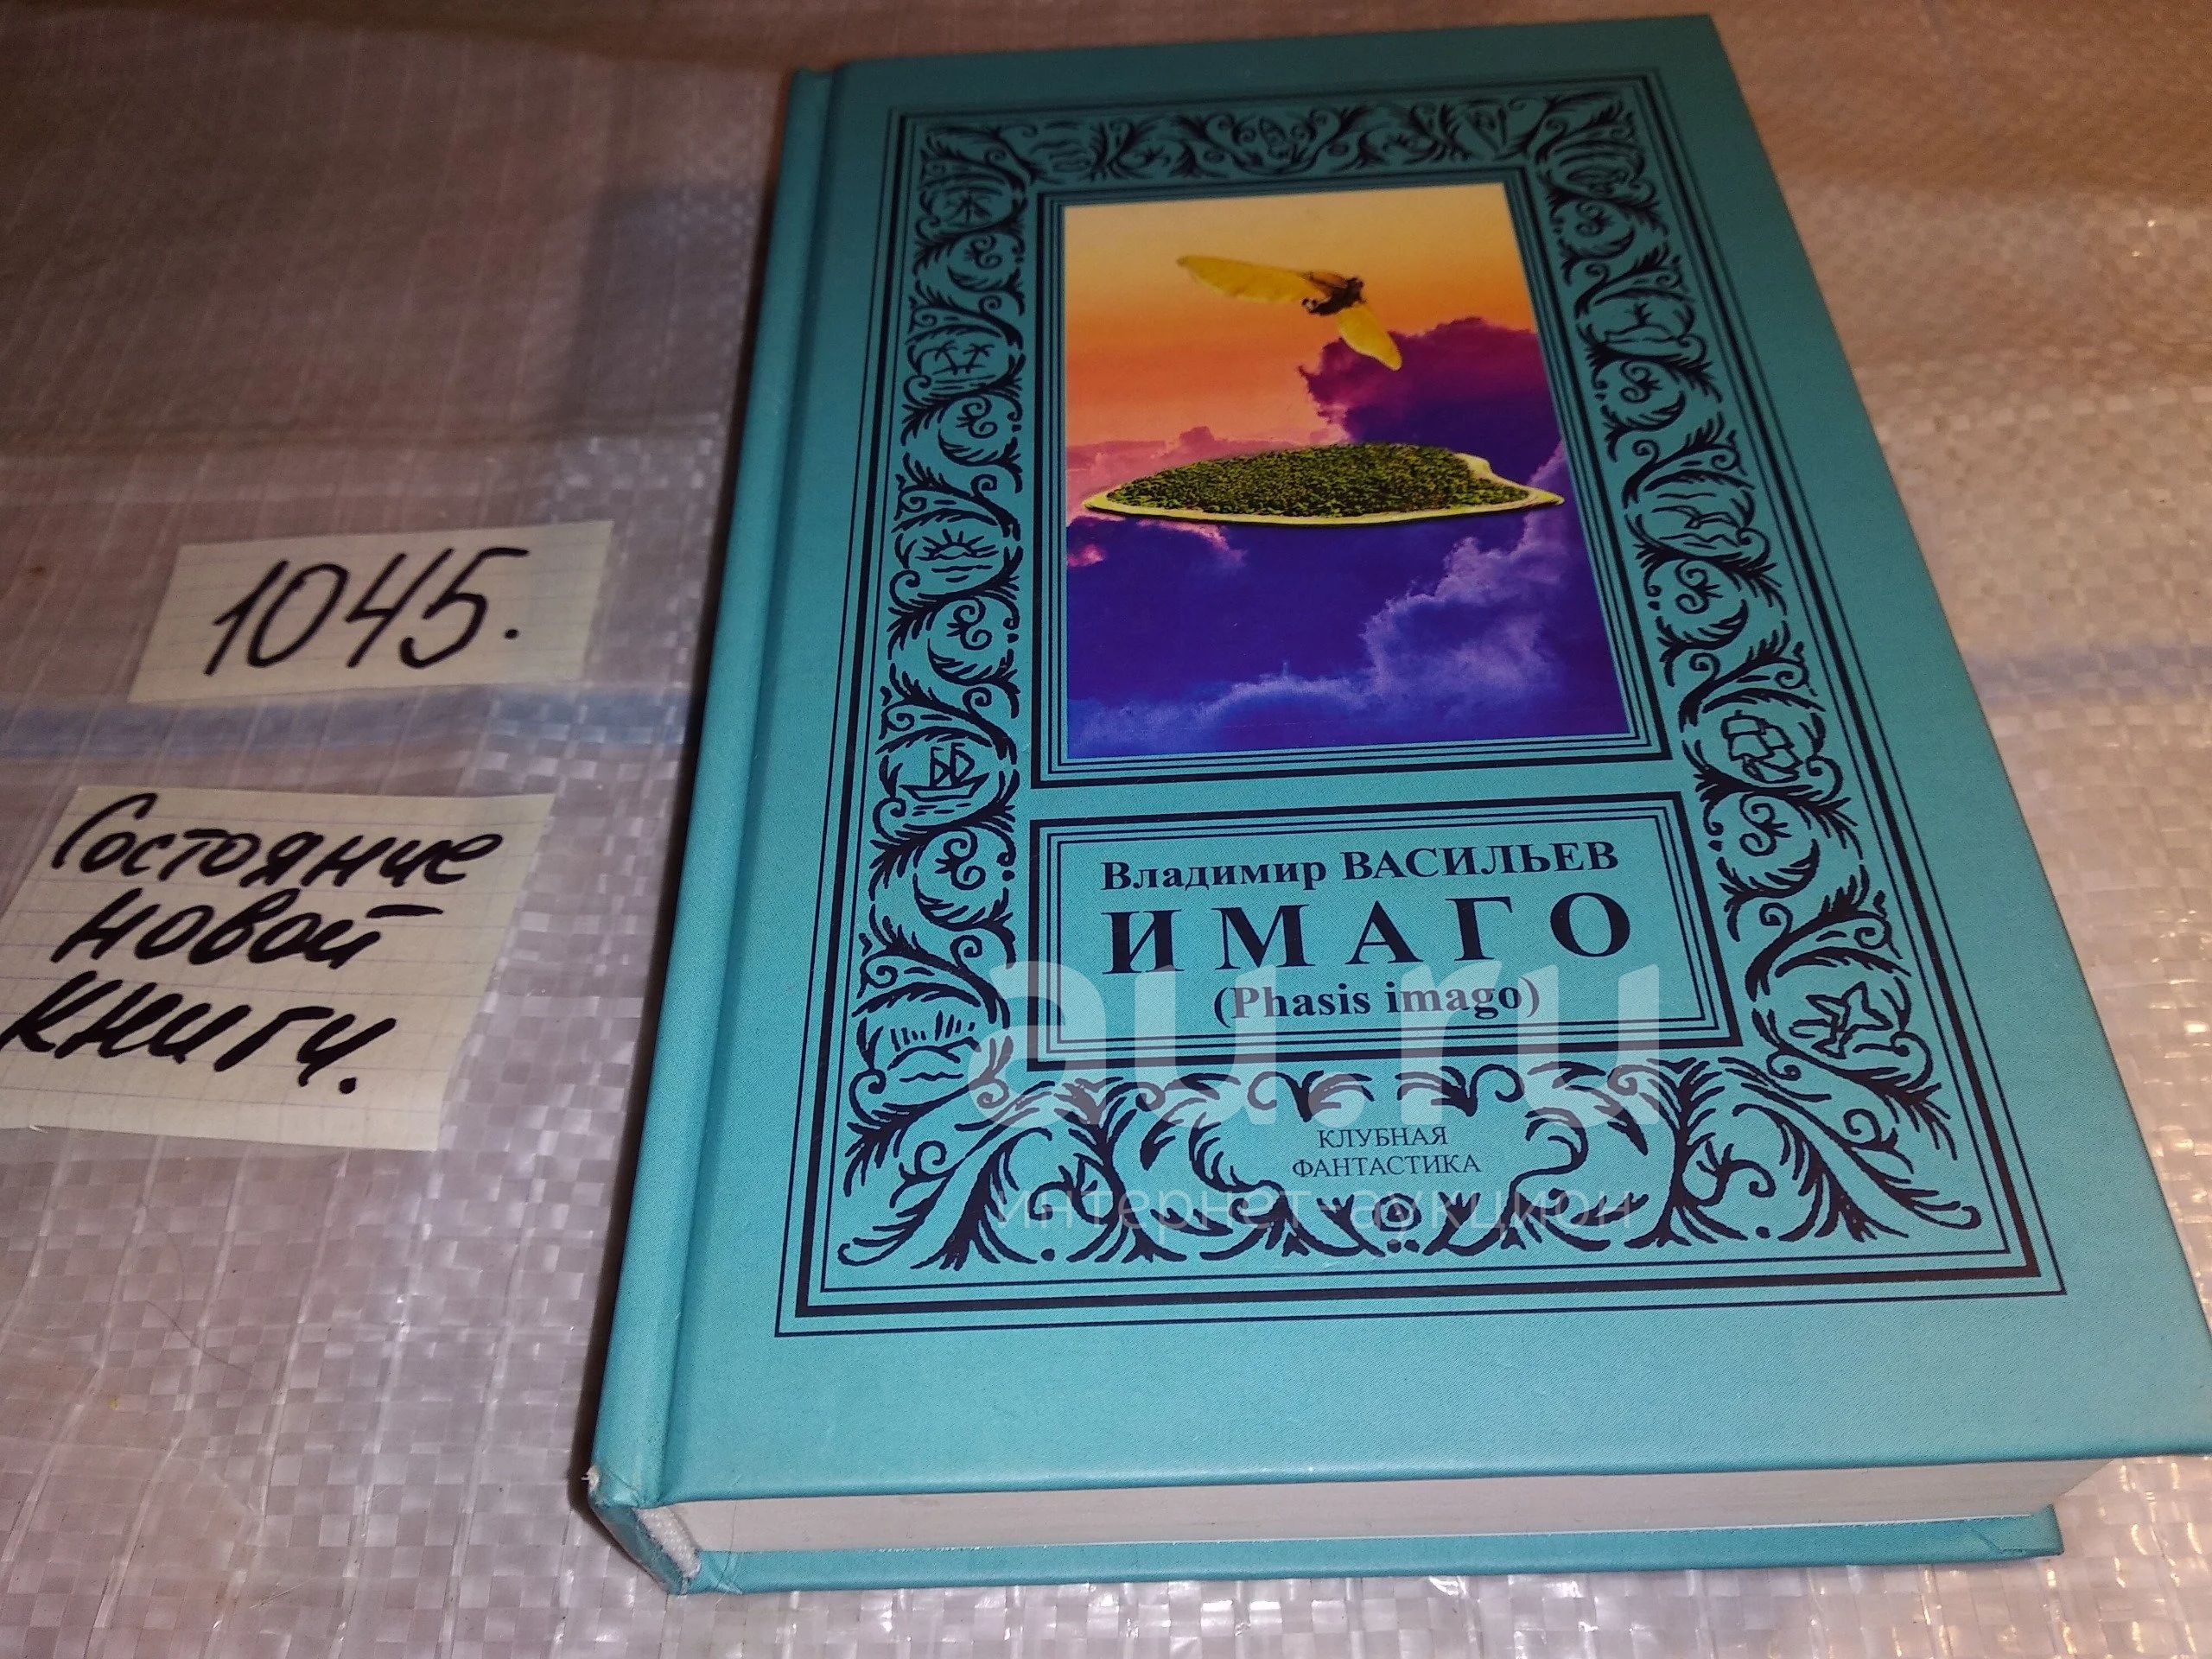 1045.
Состояние
новой
книги.
Владимир ВАСИЛЬЕВ
ИМАГО
(Phasis imago)
КЛУБНАЯ
ФАНТАСТИКА
au.ru
интернет-аукцион